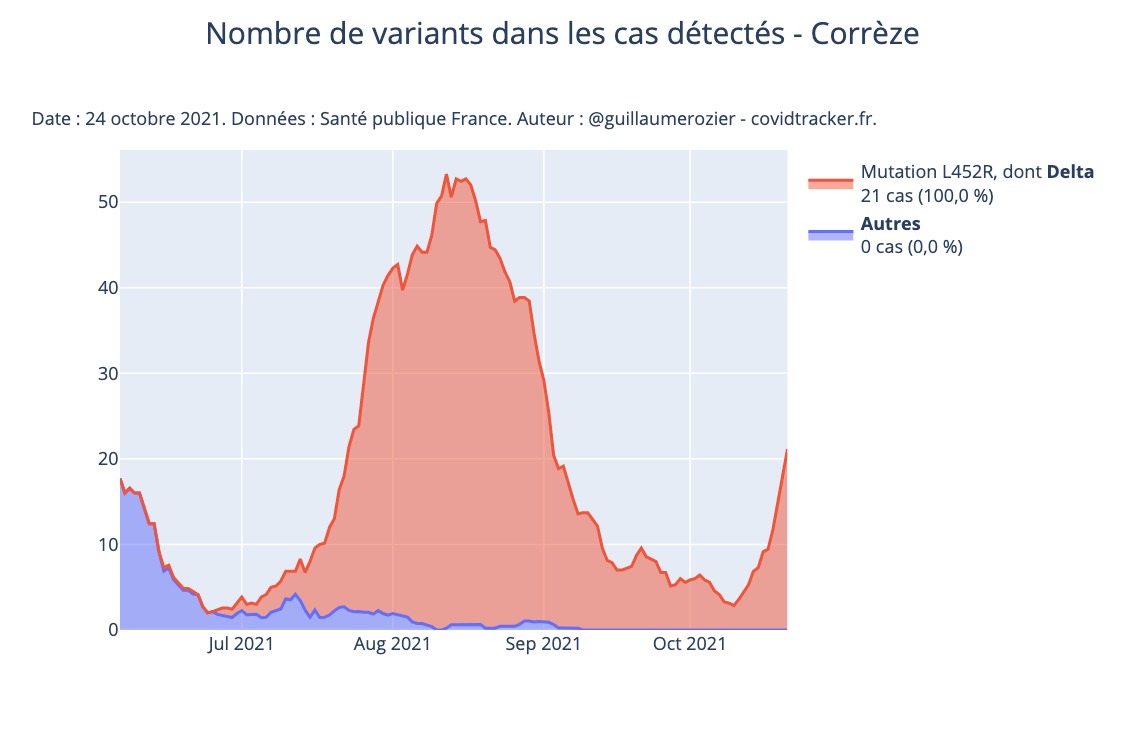 Nombre de variants dans les cas détectés - Corrèze
Date : 24 octobre 2021. Données : Santé publique France. Auteur : @guillaumerozier - covidtracker.fr.
Mutation L452R, dont Delta
21 cas (100,0 %)
Autres
0 cas (0,0 %)
50
40
30
20
10
0
Jul 2021 Aug 2021 Sep 2021 Oct 2021